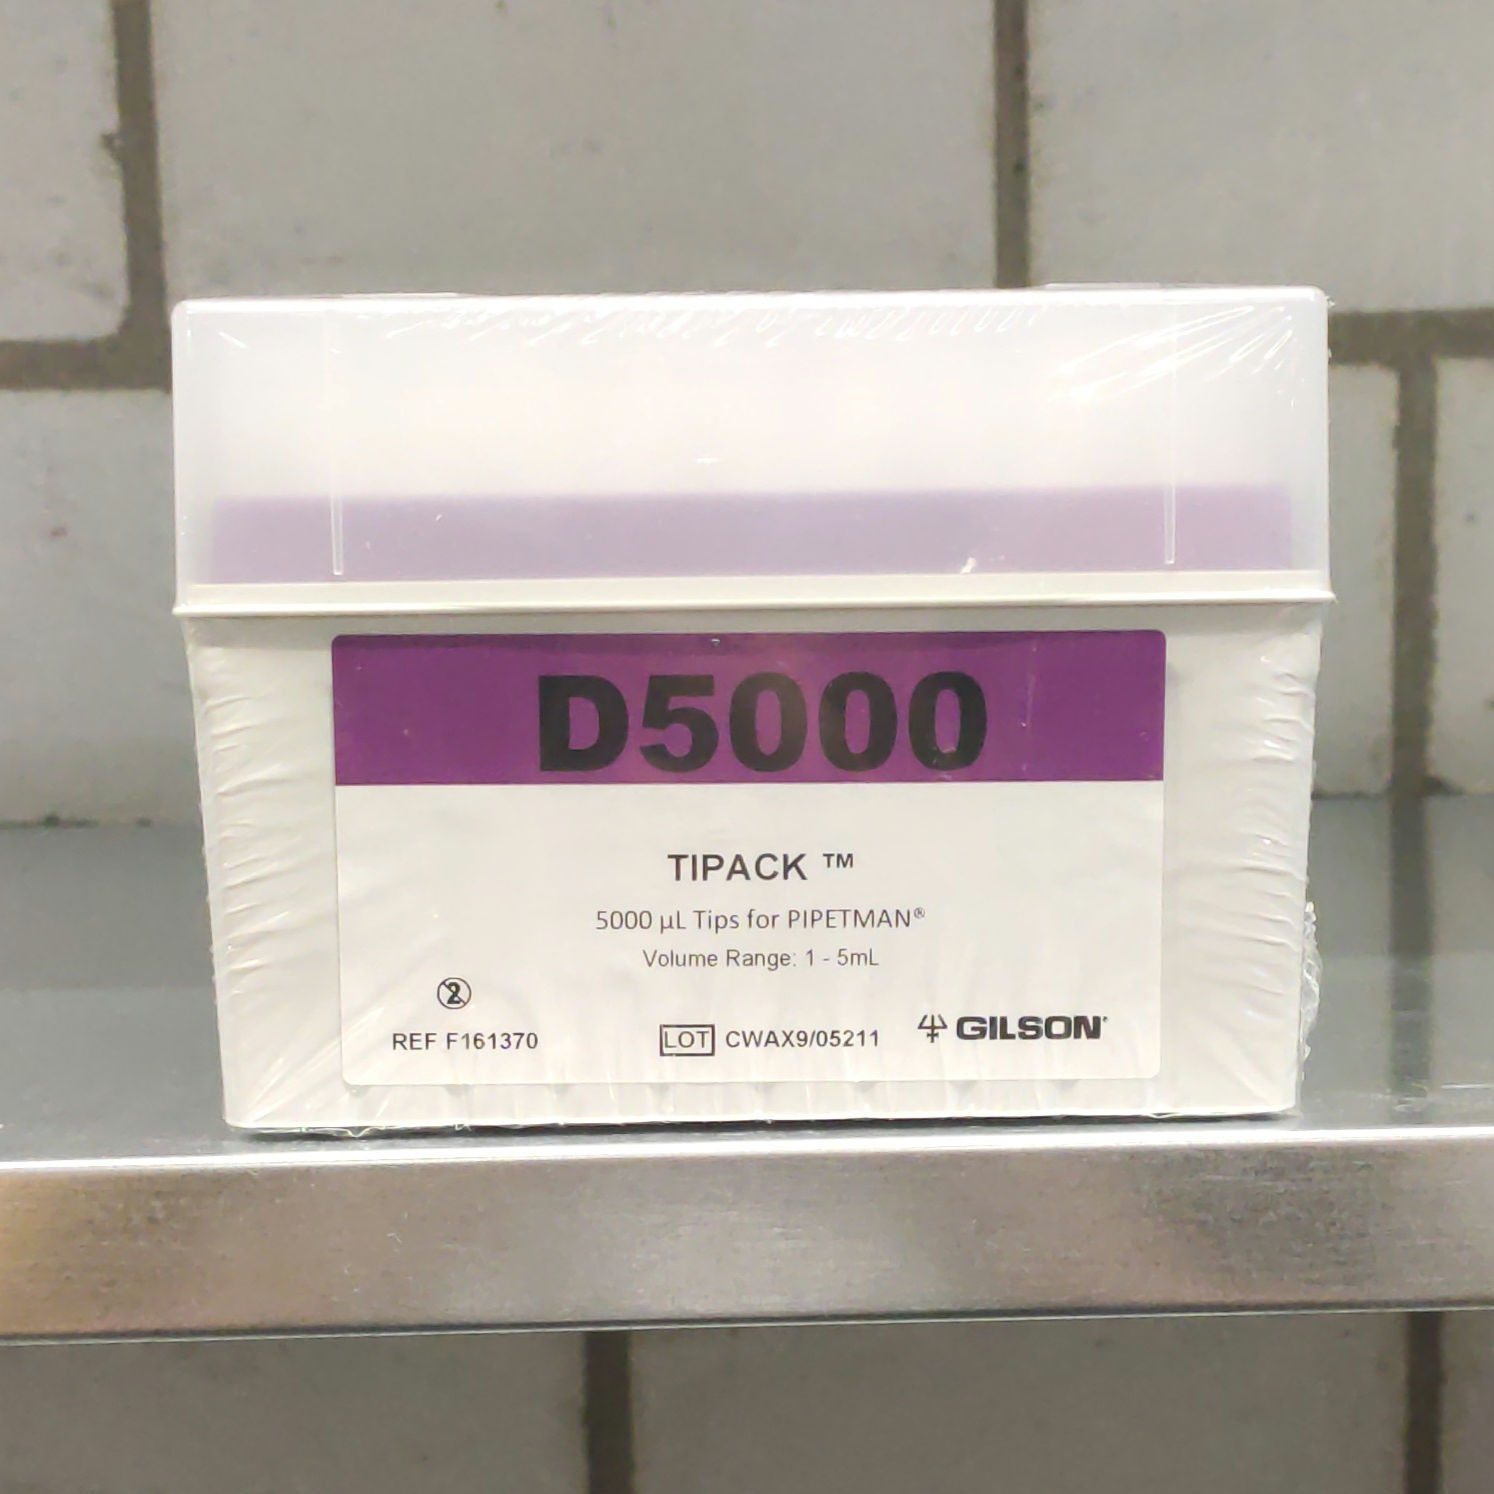 D5000
TIPACK ™
5000 µL Tips for PIPETMAN®
Volume Range: 1 - 5mL
2
REF F161370
LOT CWAX9/05211
GILSON